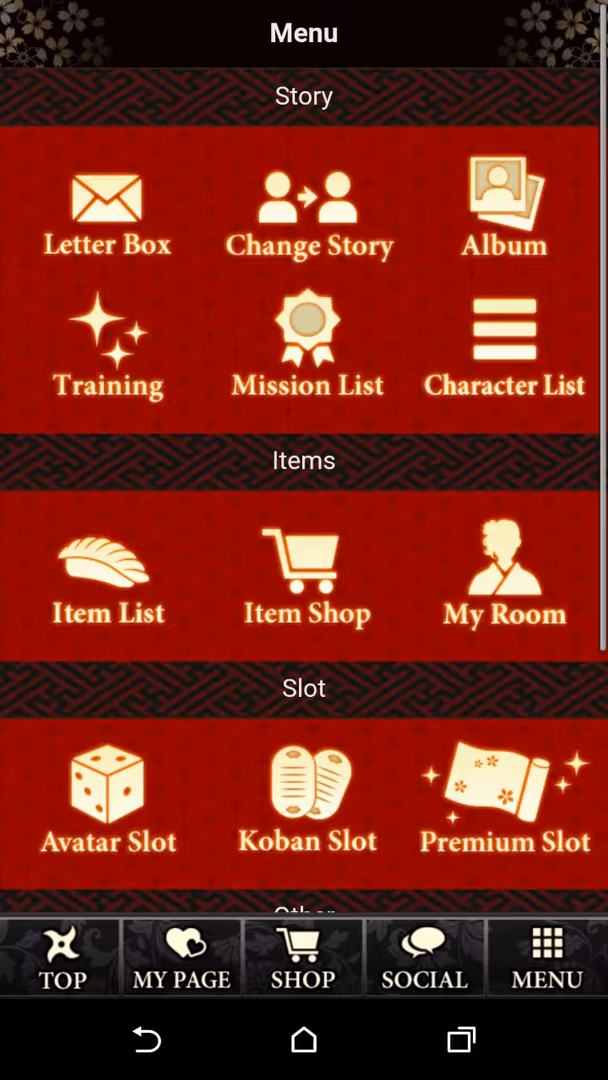 Menu
Story
Letter Box
Change Story
Album
Training
Mission List
Character List
Items
Item List
Item Shop
My Room
Slot
Avatar Slot
Koban Slot
Premium Slot
Other
TOP
MY PAGE
SHOP
SOCIAL
MENU